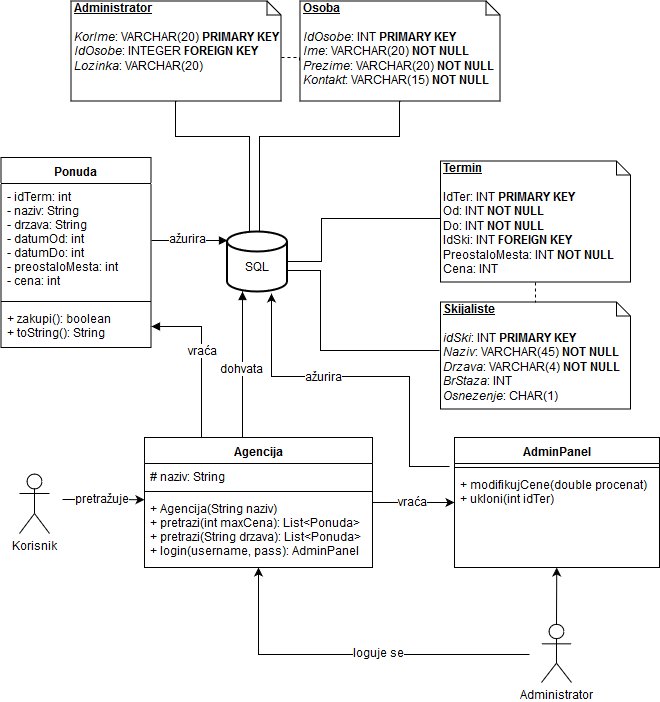 Administrator
KorIme: VARCHAR(20) PRIMARY KEY
IdOsobe: INTEGER FOREIGN KEY
Lozinka: VARCHAR(20)
Osoba
IdOsobe: INT PRIMARY KEY
Ime: VARCHAR(20) NOT NULL
Prezime: VARCHAR(20) NOT NULL
Kontakt: VARCHAR(15) NOT NULL
Ponuda
- idTerm: int
- naziv: String
- drzava: String
- datumOd: int
- datumDo: int
- preostaloMesta: int
- cena: int
+ zakupi(): boolean
+ toString(): String
ažurira
SQL
Termin
IdTer: INT PRIMARY KEY
Od: INT NOT NULL
Do: INT NOT NULL
IdSki: INT FOREIGN KEY
PreostaloMesta: INT NOT NULL
Cena: INT
Skijaliste
idSki: INT PRIMARY KEY
Naziv: VARCHAR(45) NOT NULL
Drzava: VARCHAR(4) NOT NULL
BrStaza: INT
Osnezenje: CHAR(1)
vraća
dohvata
ažurira
Agencija
# naziv: String
+ Agencija(String naziv)
+ pretrazi(int maxCena): List<Ponuda>
+ pretrazi(String drzava): List<Ponuda>
+ login(username, pass): AdminPanel
AdminPanel
+ modifikujCene(double procenat)
+ ukloni(int idTer)
pretražuje
vraća
Korisnik
loguje se
Administrator